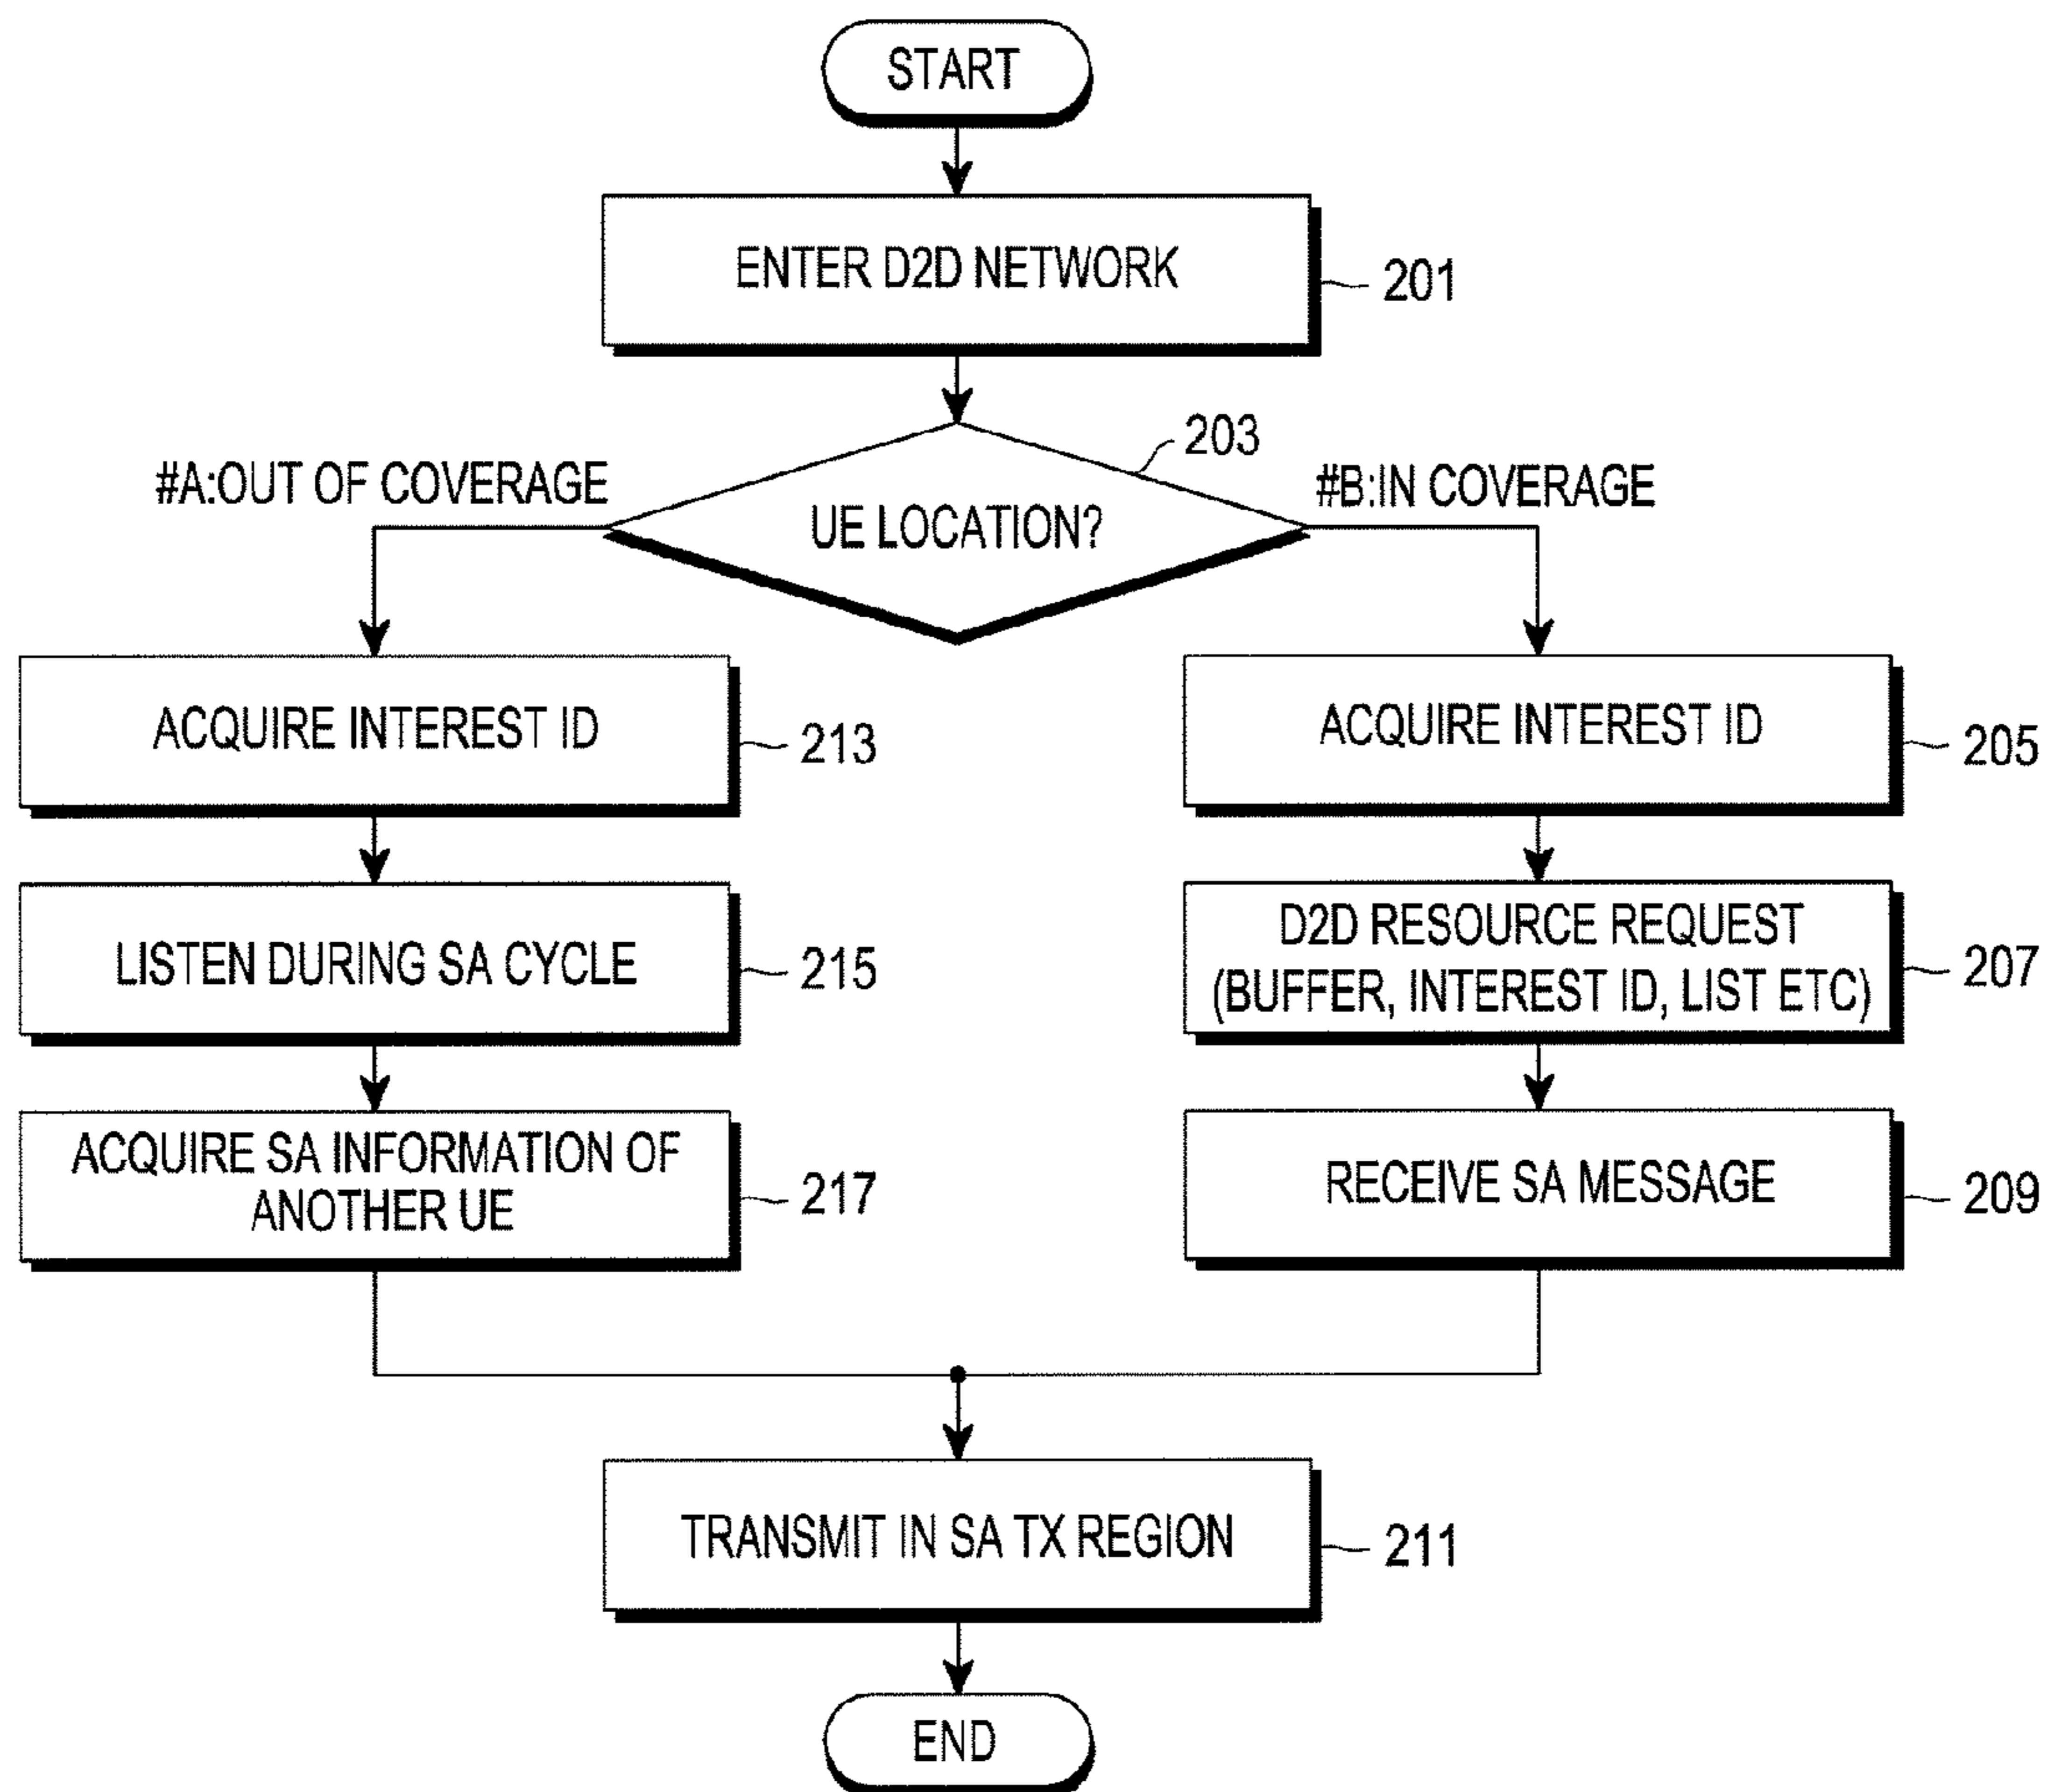 START
ENTER D2D NETWORK
201
203
#A:OUT OF COVERAGE
#B:IN COVERAGE
UE LOCATION?
ACQUIRE INTEREST ID
213
ACQUIRE INTEREST ID
205
LISTEN DURING SA CYCLE
215
D2D RESOURCE REQUEST
(BUFFER, INTEREST ID, LIST ETC)
207
ACQUIRE SA INFORMATION OF
ANOTHER UE
217
RECEIVE SA MESSAGE
209
TRANSMIT IN SA TX REGION
211
END